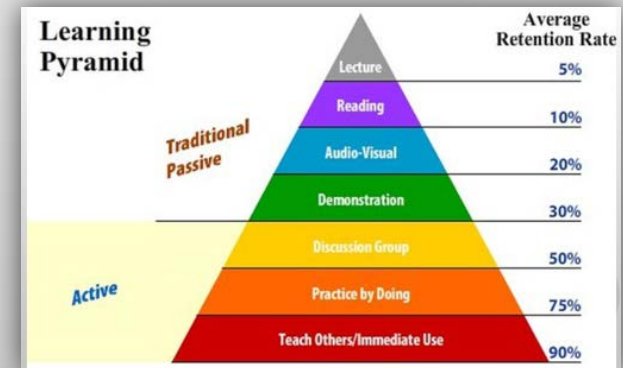 Learning
Pyramid
Average
Retention Rate
Lecture
5%
Reading
10%
Traditional
Passive
Audio-Visual
20%
Demonstration
30%
Discussion Group
50%
Active
Practice by Doing
75%
Teach Others/Immediate Use
90%